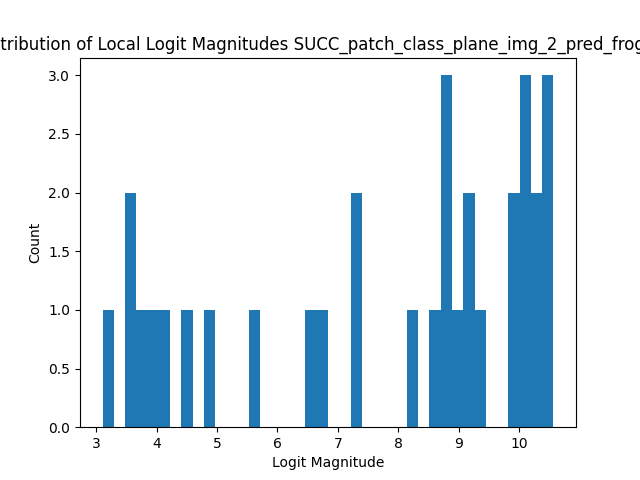 tribution of Local Logit Magnitudes SUCC_patch_class_plane_img_2_pred_frog
3.0
2.5
2.0
1.5
1.0
0.5
0.0
Count
3 4 5 6 7 8 9 10
Logit Magnitude